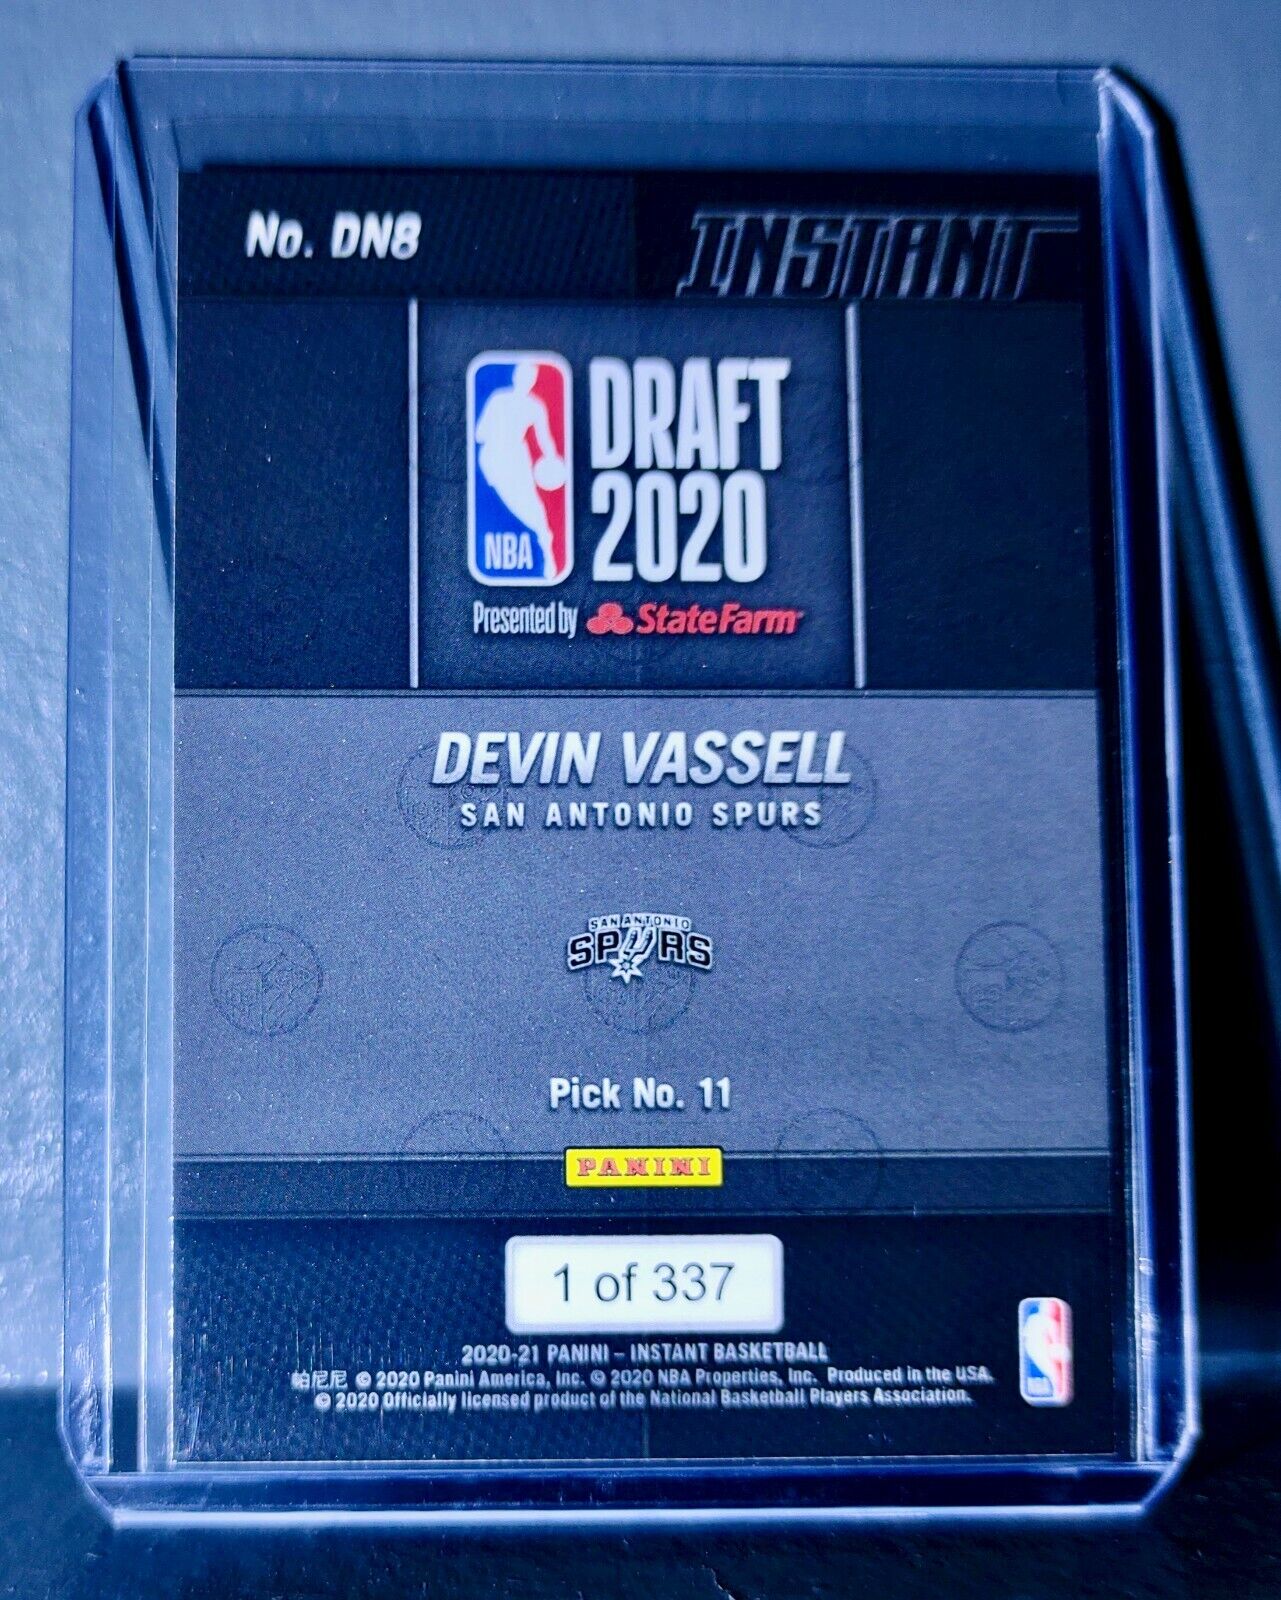 No. DN8
INSTANT
DRAFT
2020
NBA
Presented by StateFarm
DEVIN VASSELL
SAN ANTONIO SPURS
SAN ANTONIO
SPURS
Pick No. 11
PANINI
1 of 337
2020-21 PANINI – INSTANT BASKETBALL
帕尼尼 © 2020 Panini America, Inc. © 2020 NBA Properties, Inc. Produced in the USA.
© 2020 Officially licensed product of the National Basketball Players Association.
NBA